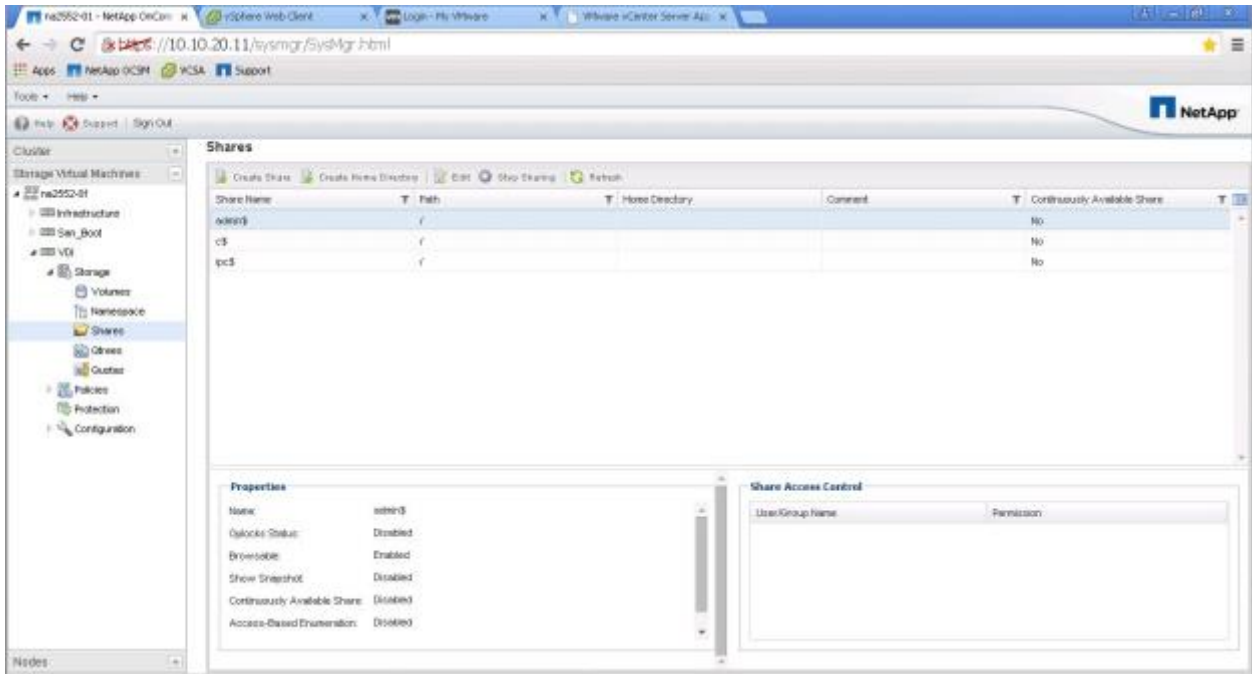 na2552-01 - NetApp OnCom vSphere Web Client Login - My VMware VMware vCenter Server App
https://10.10.20.11/sysmgr/SysMgr.html
Apps NetApp OCSM VCSA Support
Tools Help
NetApp
Help Support Sign Out
Cluster
Shares
Storage Virtual Machines
Create Share Create Home Directory Edit Stop Sharing Refresh
na2552-01
Share Name Path Home Directory Comment Continuously Available Share
Infrastructure
admin$ / No
San_Boot
c$ / No
VDI
ipc$ / No
Storage
Volumes
Namespace
Shares
Qtrees
Quotas
Policies
Protection
Configuration
Properties
Share Access Control
Name: admin$
User/Group Name Permission
Oplocks Status: Disabled
Browsable: Enabled
Show Snapshot: Disabled
Continuously Available Share: Disabled
Access-Based Enumeration: Disabled
Nodes